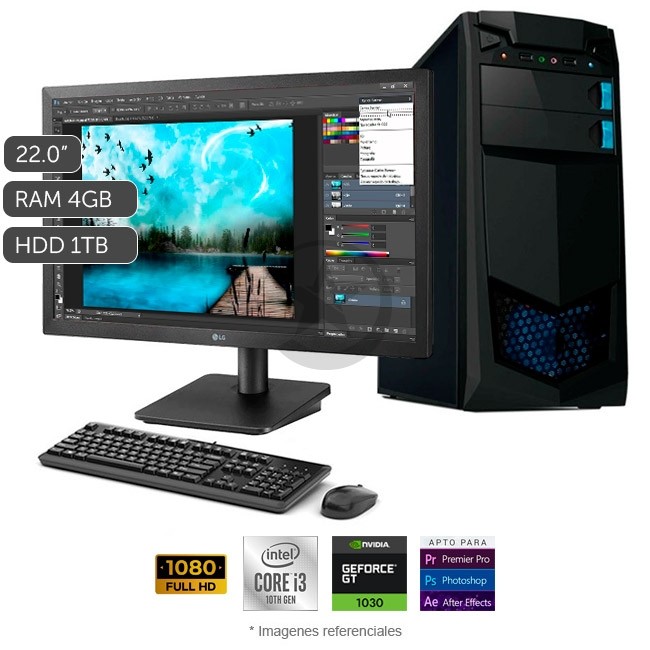 22.0"
RAM 4GB
HDD 1TB
LG
1080
FULL HD
intel
CORE i3
10TH GEN
NVIDIA.
GEFORCE
GT
1030
APTO PARA
Pr Premier Pro
Ps Photoshop
Ae After Effects
* Imagenes referenciales